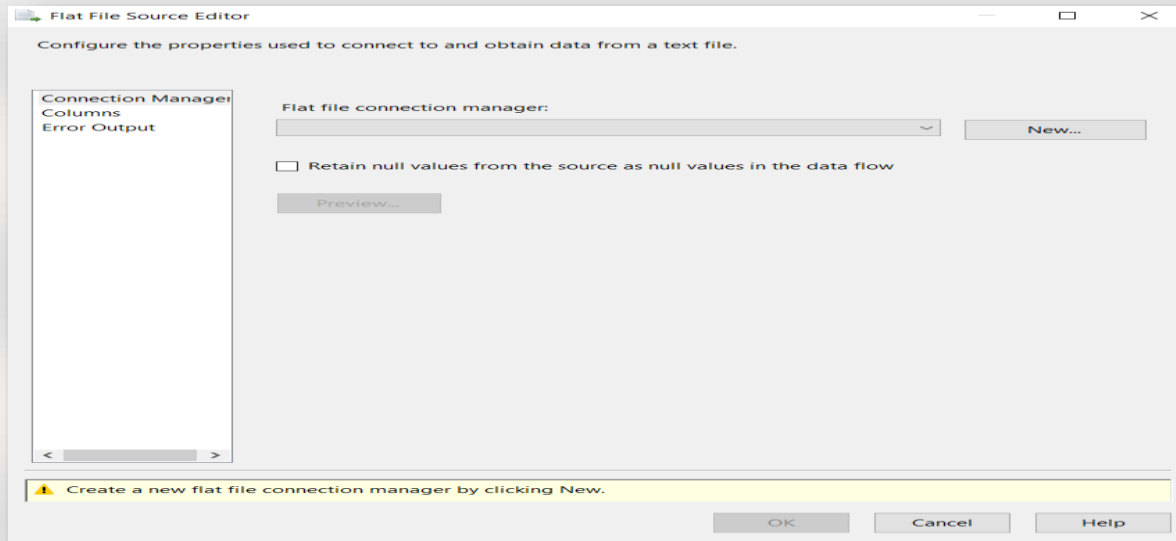 Flat File Source Editor
Configure the properties used to connect to and obtain data from a text file.
Connection Manager
Columns
Error Output
Flat file connection manager:
New...
Retain null values from the source as null values in the data flow
Preview...
Create a new flat file connection manager by clicking New.
OK
Cancel
Help